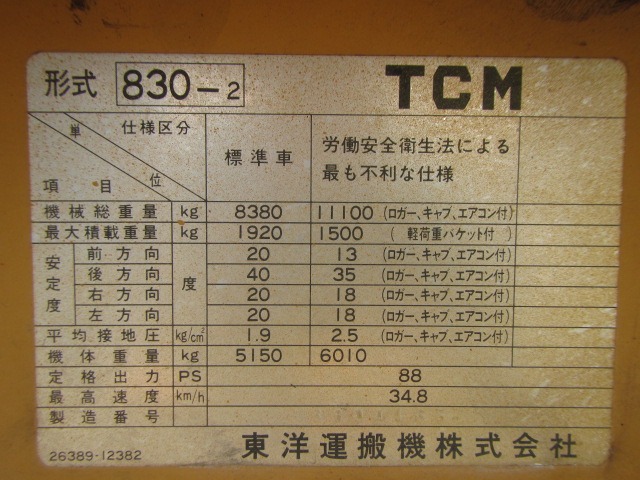 形式 830-2 TCM
単位 仕様区分 項目 標準車 労働安全衛生法による
最も不利な仕様
機械総重量 kg 8380 11100 (ロガー、キャブ、エアコン付)
最大積載重量 kg 1920 1500 (軽荷重バケット付)
安定度 前方向 度 20 13 (ロガー、キャブ、エアコン付)
後方向 40 35 (ロガー、キャブ、エアコン付)
右方向 20 18 (ロガー、キャブ、エアコン付)
左方向 20 18 (ロガー、キャブ、エアコン付)
平均接地圧 kg/cm² 1.9 2.5 (ロガー、キャブ、エアコン付)
機体重量 kg 5150 6010
定格出力 PS 88
最高速度 km/h 34.8
製造番号
26389-12382 東洋運搬機株式会社